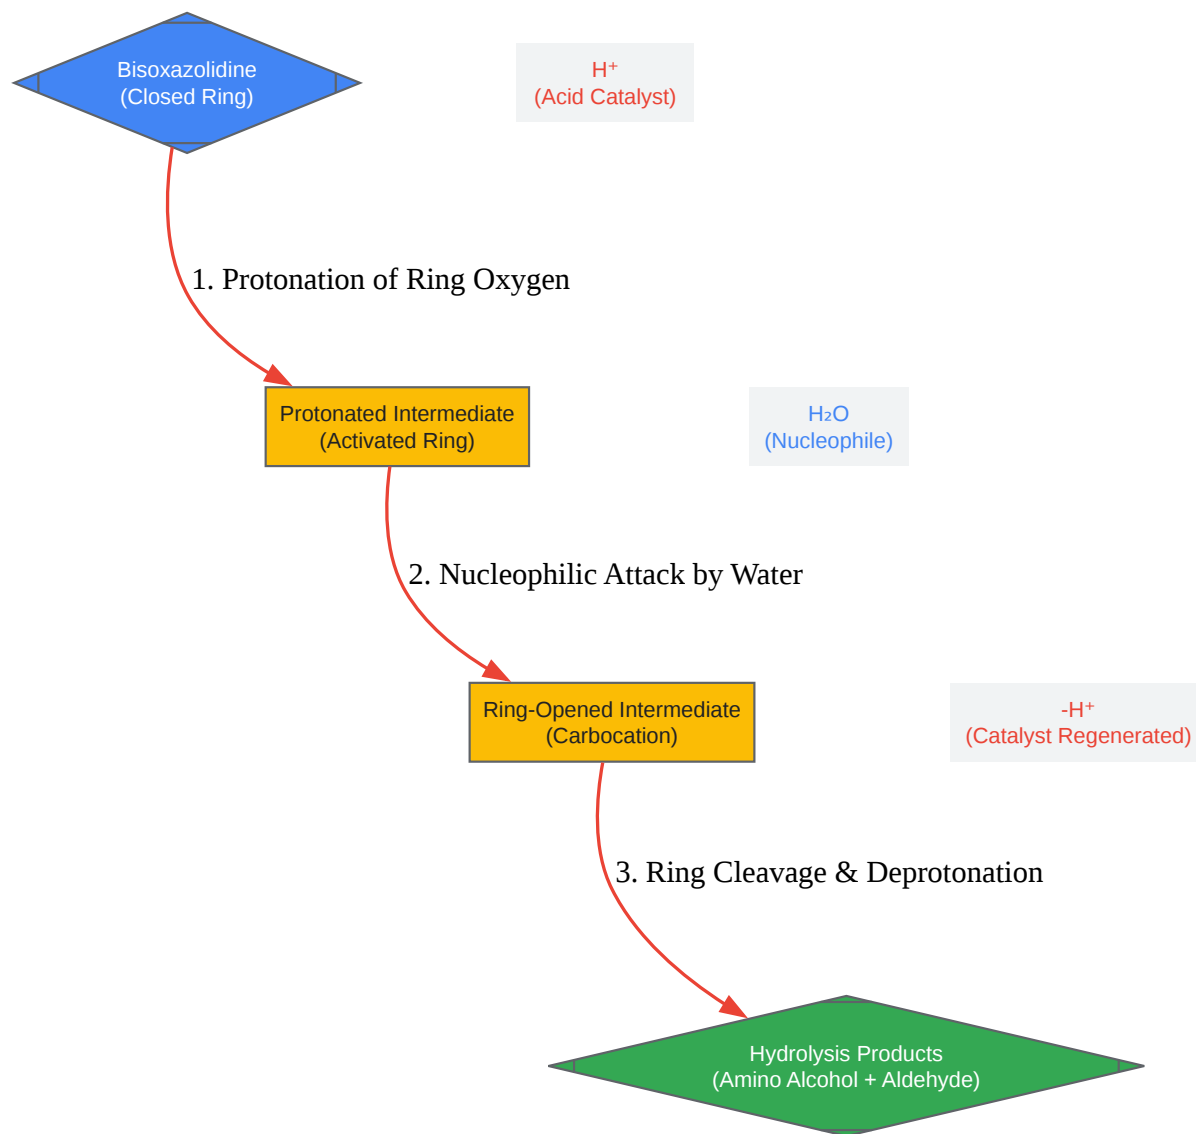 Bisoxazolidine
(Closed Ring)
H⁺
(Acid Catalyst)
1. Protonation of Ring Oxygen
Protonated Intermediate
(Activated Ring)
H₂O
(Nucleophile)
2. Nucleophilic Attack by Water
Ring-Opened Intermediate
(Carbocation)
-H⁺
(Catalyst Regenerated)
3. Ring Cleavage & Deprotonation
Hydrolysis Products
(Amino Alcohol + Aldehyde)